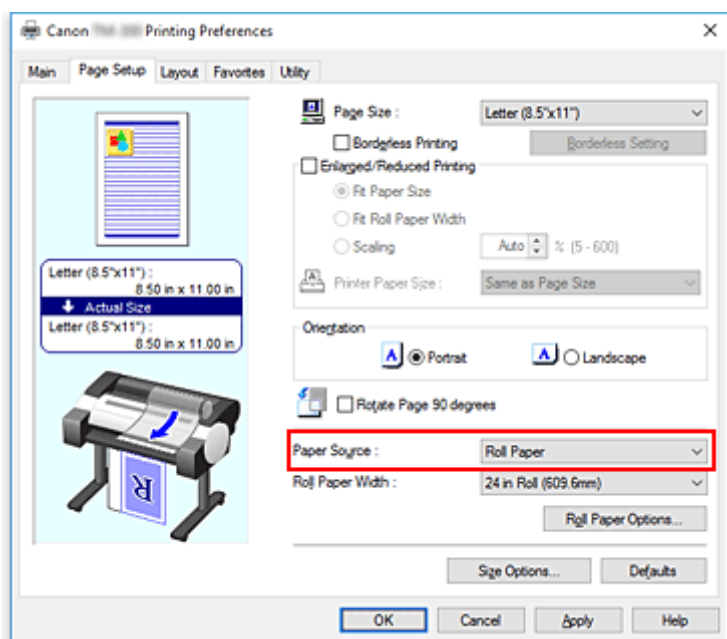 Canon Printing Preferences
Main Page Setup Layout Favorites Utility
Page Size : Letter (8.5"x11")
Borderless Printing Borderless Setting
Enlarged/Reduced Printing
Fit Paper Size
Fit Roll Paper Width
Scaling Auto % (5 - 600)
Printer Paper Size : Same as Page Size
Letter (8.5"x11") :
8.50 in x 11.00 in
Actual Size
Letter (8.5"x11") :
8.50 in x 11.00 in
Orientation
A Portrait A Landscape
Rotate Page 90 degrees
Paper Source : Roll Paper
Roll Paper Width : 24 in Roll (609.6mm)
Roll Paper Options...
R
Size Options... Defaults
OK Cancel Apply Help